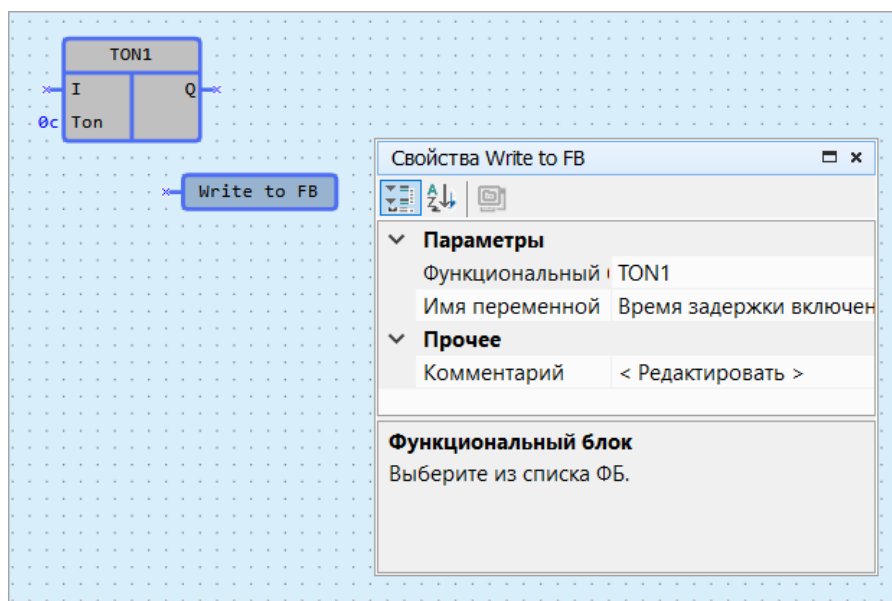 TON1
I Q
0с Ton
Write to FB
Свойства Write to FB
Параметры
Функциональный TON1
Имя переменной Время задержки включен
Прочее
Комментарий < Редактировать >
Функциональный блок
Выберите из списка ФБ.